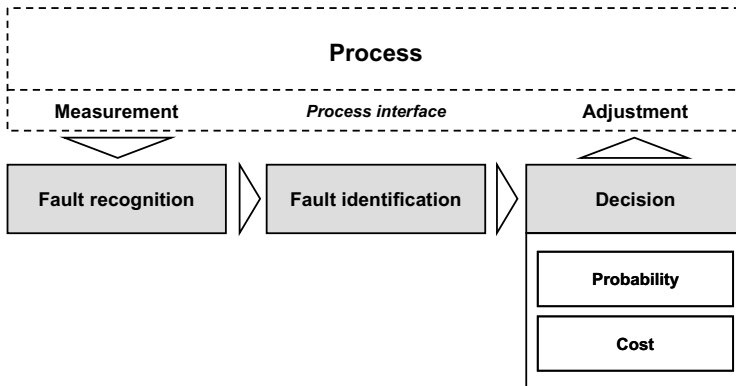 Process
Measurement
Process interface
Adjustment
Fault recognition
Fault identification
Decision
Probability
Cost